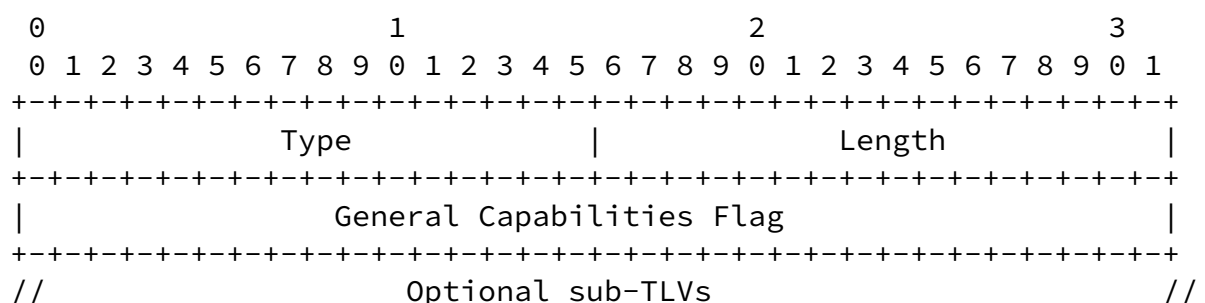 0                   1                   2                   3
 0 1 2 3 4 5 6 7 8 9 0 1 2 3 4 5 6 7 8 9 0 1 2 3 4 5 6 7 8 9 0 1
+-+-+-+-+-+-+-+-+-+-+-+-+-+-+-+-+-+-+-+-+-+-+-+-+-+-+-+-+-+-+-+-+
|              Type             |             Length            |
+-+-+-+-+-+-+-+-+-+-+-+-+-+-+-+-+-+-+-+-+-+-+-+-+-+-+-+-+-+-+-+-+
|                 General Capabilities Flag                     |
+-+-+-+-+-+-+-+-+-+-+-+-+-+-+-+-+-+-+-+-+-+-+-+-+-+-+-+-+-+-+-+-+
//                    Optional sub-TLVs                         //